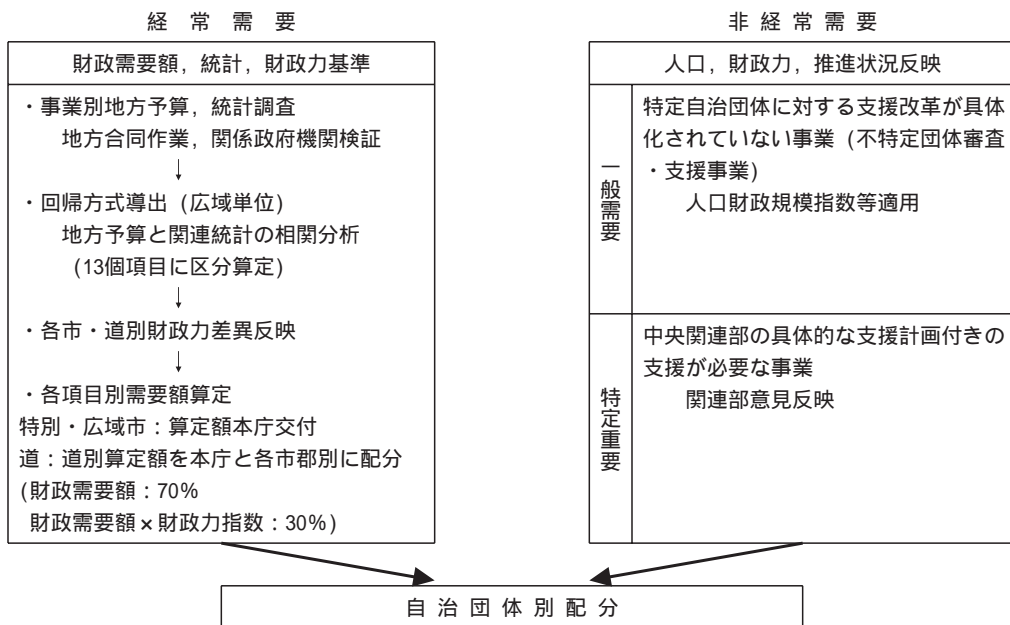 経常需要
財政需要額，統計，財政力基準
・事業別地方予算，統計調査
地方合同作業，関係政府機関検証
↓
・回帰方式導出（広域単位）
地方予算と関連統計の相関分析
（13個項目に区分算定）
↓
・各市・道別財政力差異反映
↓
・各項目別需要額算定
特別・広域市：算定額本庁交付
道：道別算定額を本庁と各市郡別に配分
（財政需要額：70%
財政需要額×財政力指数：30%）
非経常需要
人口，財政力，推進状況反映
一般需要
特定自治団体に対する支援改革が具体
化されていない事業（不特定団体審査
・支援事業）
人口財政規模指数等適用
特定重要
中央関連部の具体的な支援計画付きの
支援が必要な事業
関連部意見反映
自治団体別配分